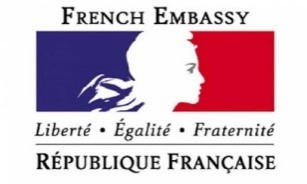 FRENCH EMBASSY
Liberté • Égalité • Fraternité
RÉPUBLIQUE FRANÇAISE